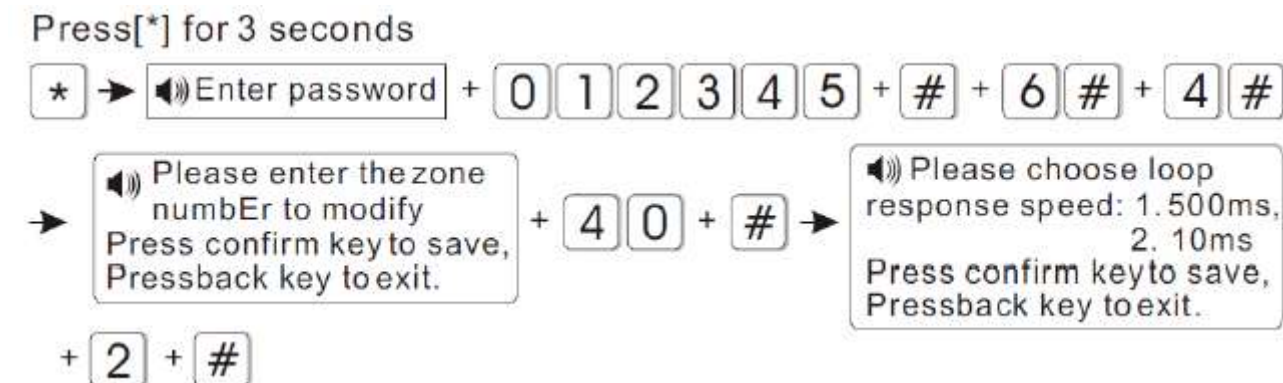 Press[*] for 3 seconds
* → Enter password + 0 1 2 3 4 5 + # + 6 # + 4 #
→ Please enter the zone
numbEr to modify
Press confirm key to save,
Pressback key to exit.
+ 4 0 + # →
Please choose loop
response speed: 1. 500ms,
2. 10ms
Press confirm keyto save,
Pressback key toexit.
+ 2 + #